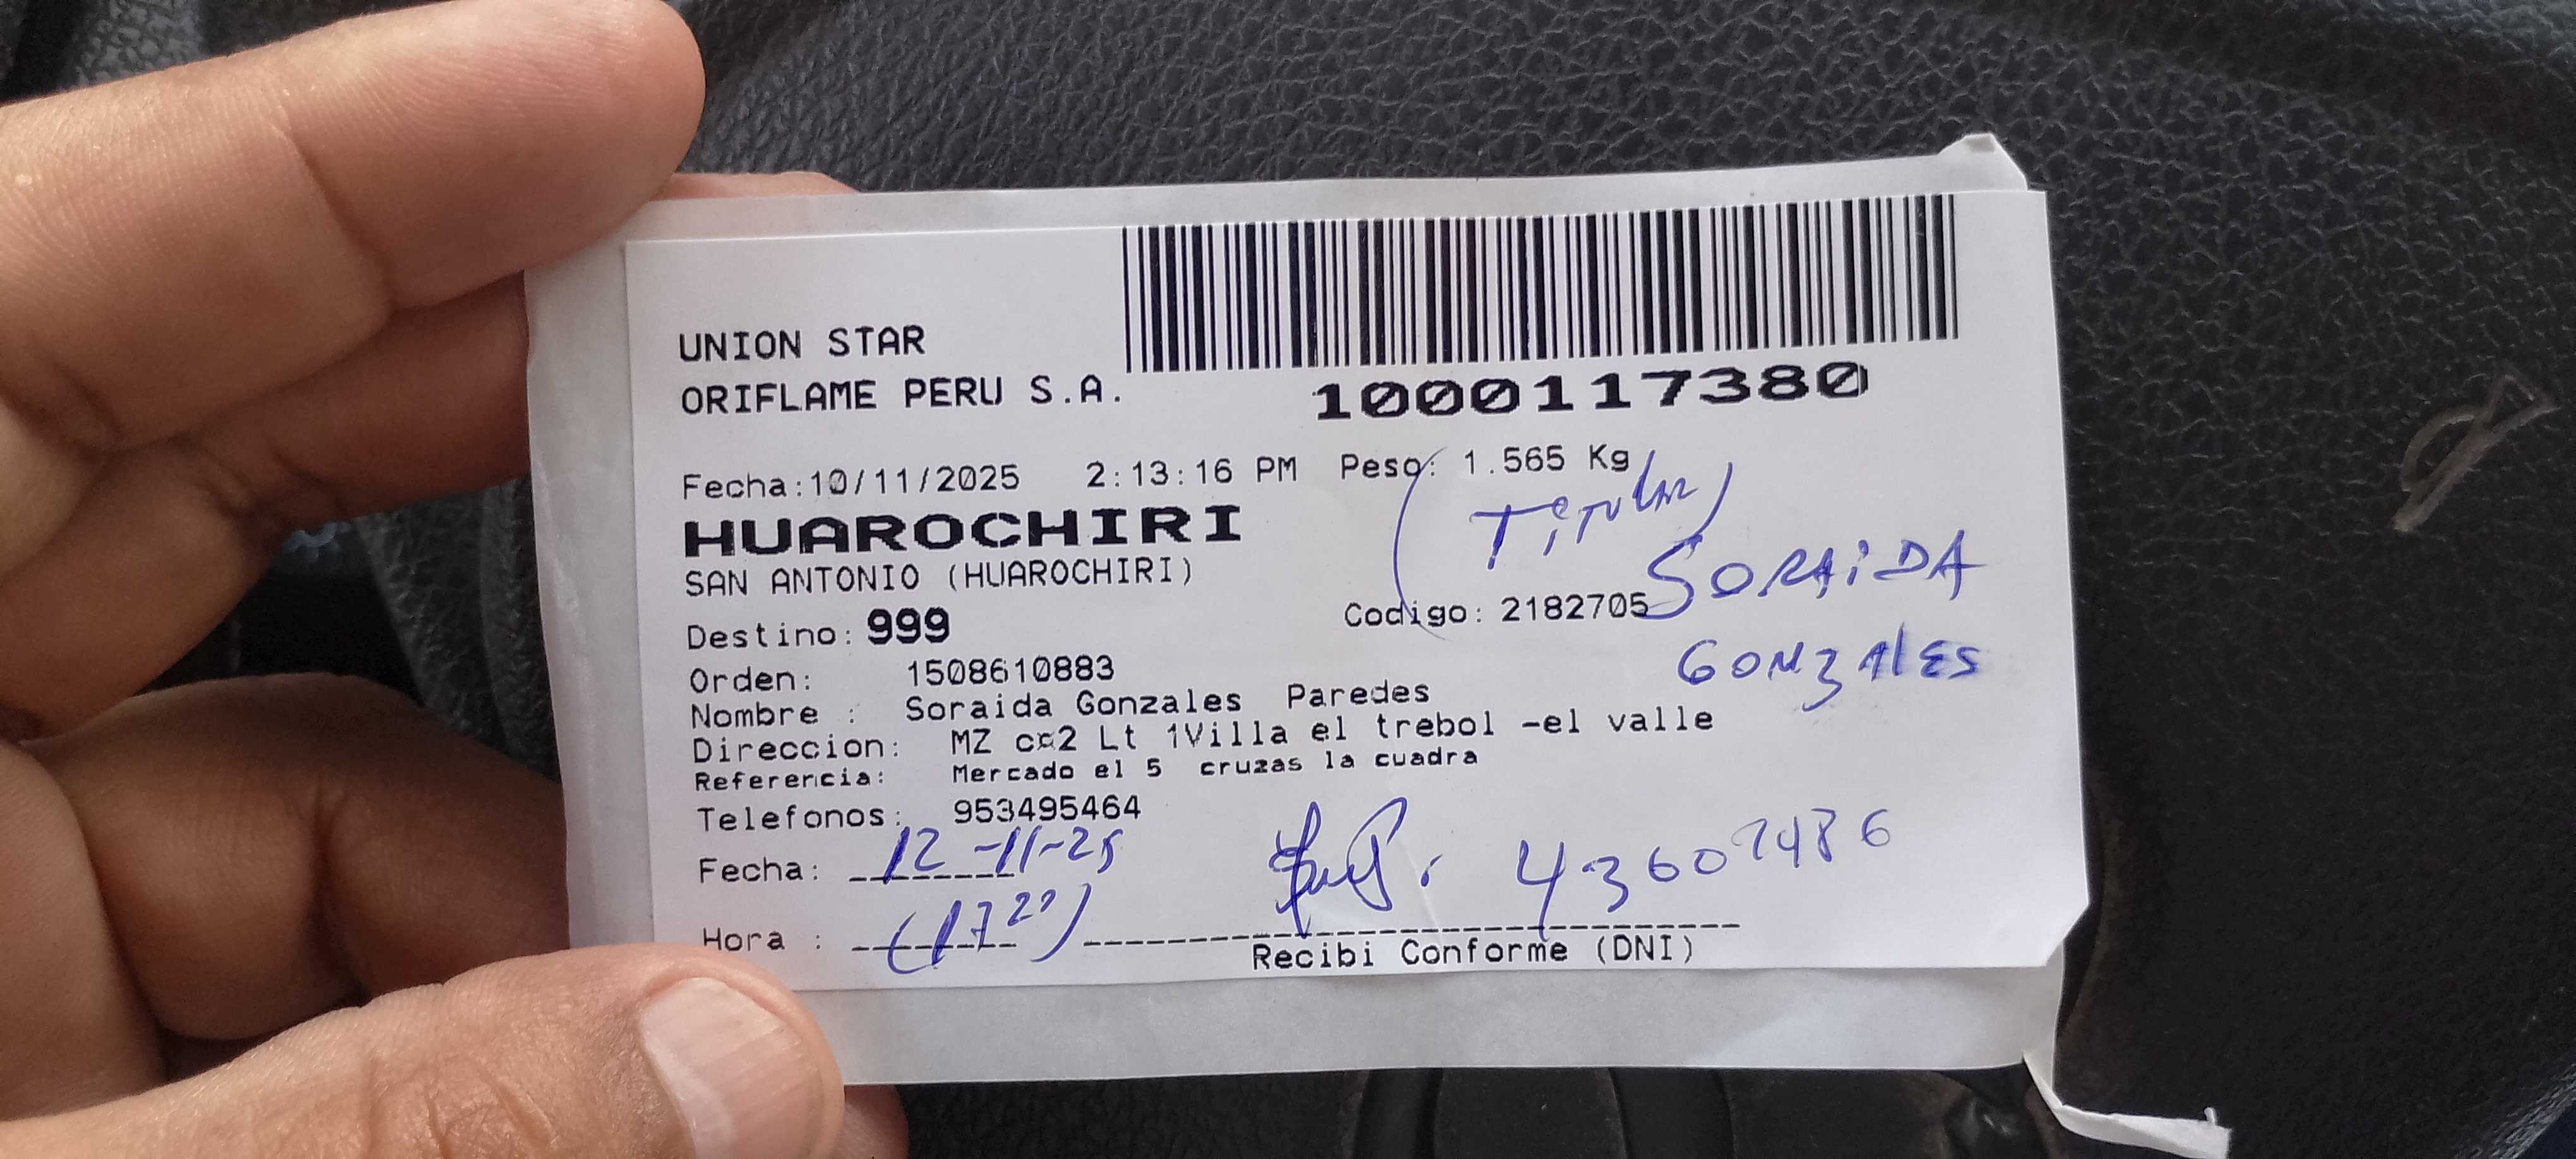 UNION STAR
ORIFLAME PERU S.A.
1000117380
Fecha:10/11/2025 2:13:16 PM Peso: 1.565 Kg
(Titular)
HUAROCHIRI
SAN ANTONIO (HUAROCHIRI)
SORAiDA
Destino: 999 Codigo: 2182705
GONZAlES
Orden: 1508610883
Nombre : Soraida Gonzales Paredes
Direccion: MZ cc2 Lt 1Villa el trebol -el valle
Referencia: Mercado el 5 cruzas la cuadra
Telefonos: 953495464
Fecha: 12-11-25
43607486
Hora : (17 20)
Recibi Conforme (DNI)